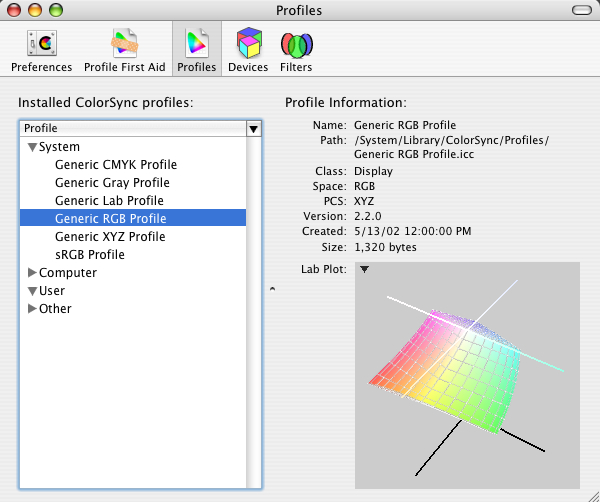 Profiles
Preferences
Profile First Aid
Profiles
Devices
Filters
Installed ColorSync profiles:
Profile
System
Generic CMYK Profile
Generic Gray Profile
Generic Lab Profile
Generic RGB Profile
Generic XYZ Profile
sRGB Profile
Computer
User
Other
Profile Information:
Name: Generic RGB Profile
Path: /System/Library/ColorSync/Profiles/
Generic RGB Profile.icc
Class: Display
Space: RGB
PCS: XYZ
Version: 2.2.0
Created: 5/13/02 12:00:00 PM
Size: 1,320 bytes
Lab Plot: